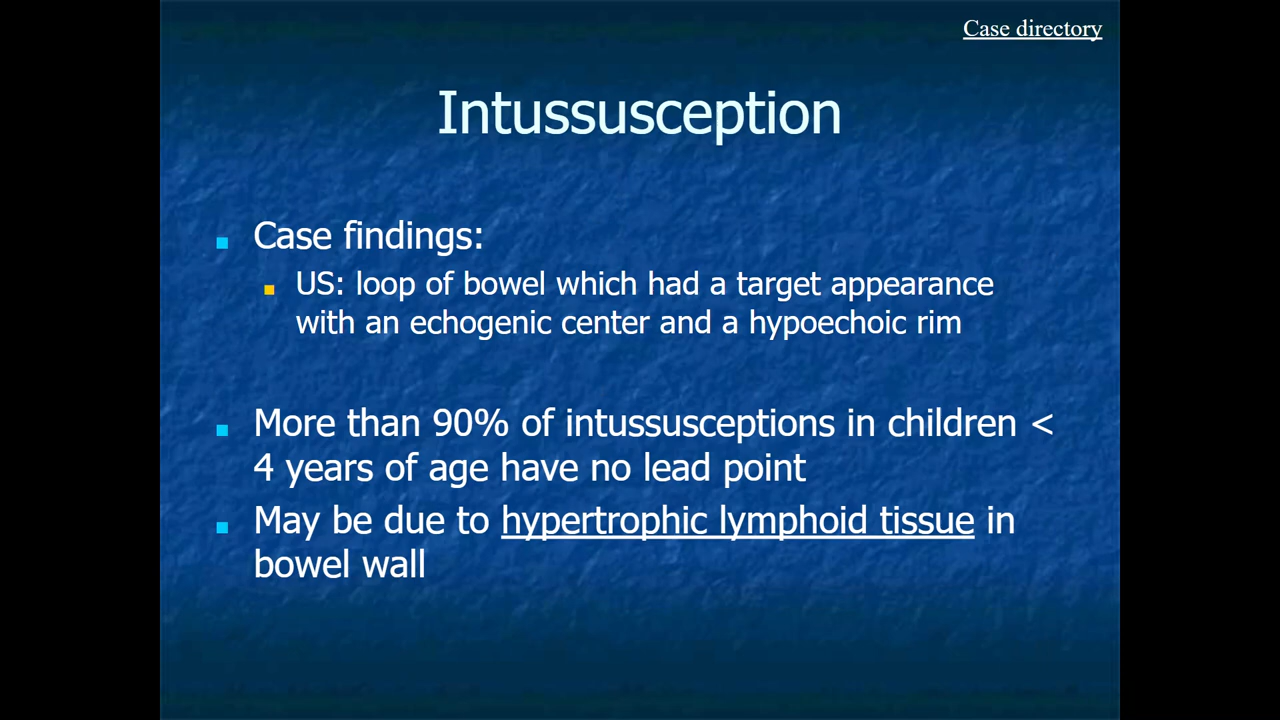 Case directory
Intussusception
Case findings:
US: loop of bowel which had a target appearance
with an echogenic center and a hypoechoic rim
More than 90% of intussusceptions in children <
4 years of age have no lead point
May be due to hypertrophic lymphoid tissue in
bowel wall